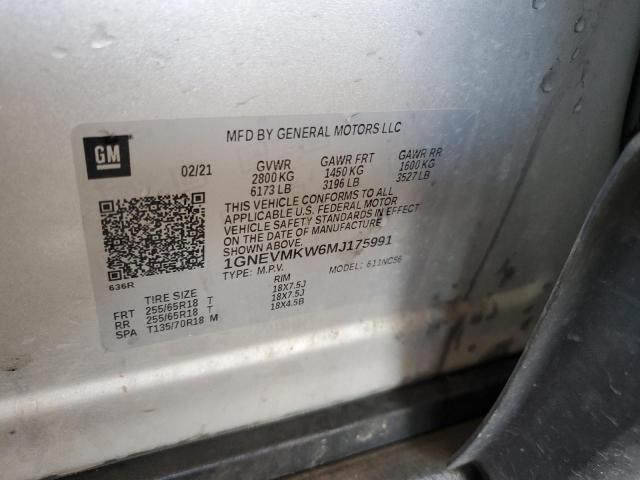 GM
MFD BY GENERAL MOTORS LLC
02/21 GVWR GAWR FRT GAWR RR
2800 KG 1450 KG 1600 KG
6173 LB 3196 LB 3527 LB
THIS VEHICLE CONFORMS TO ALL
APPLICABLE U.S. FEDERAL MOTOR
VEHICLE SAFETY STANDARDS IN EFFECT
ON THE DATE OF MANUFACTURE
SHOWN ABOVE.
1GNEVMKW6MJ175991
TYPE: M.P.V. MODEL: 611NC56
636R
TIRE SIZE RIM
FRT 255/65R18 T 18X7.5J
RR 255/65R18 T 18X7.5J
SPA T135/70R18 M 18X4.5B